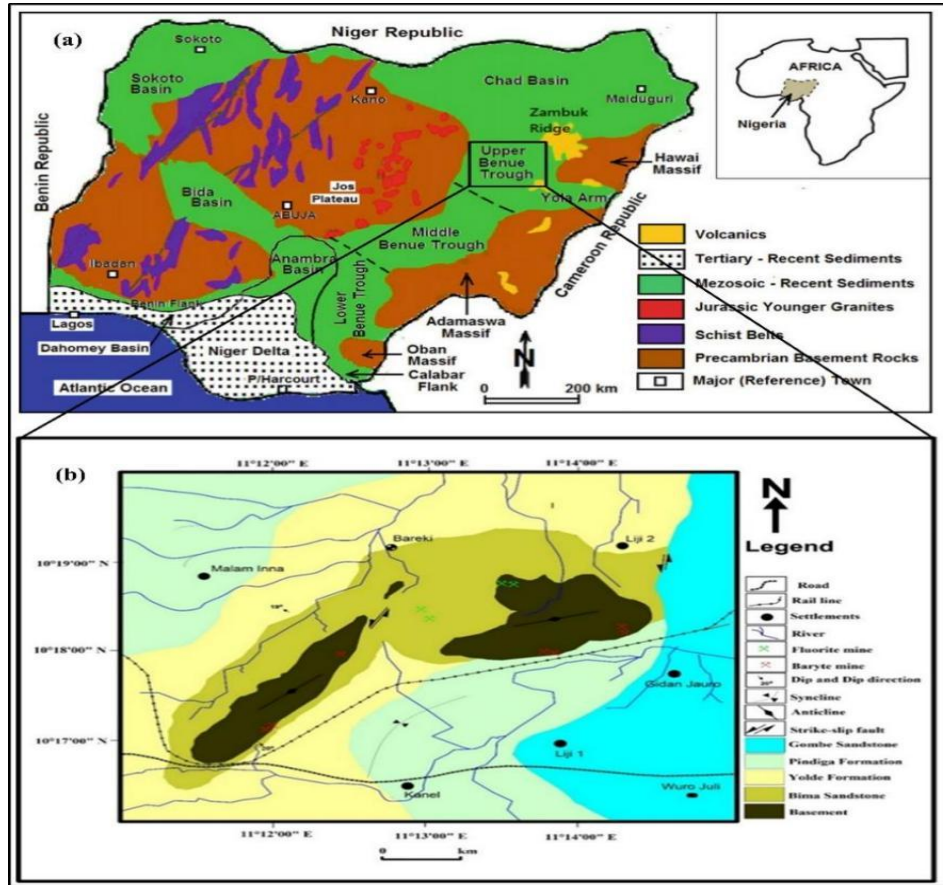 (a)
Niger Republic
Sokoto
Sokoto
Basin
Kano
Chad Basin
Maiduguri
Zambuk
Ridge
Hawai
Massif
Upper
Benue
Trough
Yola Arm
Benin Republic
Bida
Basin
Jos
Plateau
ABUJA
Middle
Benue Trough
Cameroon Republic
Ibadan
Anambra
Basin
Lower
Benue Trough
Benin Flank
Lagos
Dahomey Basin
Niger Delta
Atlantic Ocean
P/Harcourt
Adamaswa
Massif
Oban
Massif
Calabar
Flank
N
0 200 km
AFRICA
Nigeria
Volcanics
Tertiary - Recent Sediments
Mezosoic - Recent Sediments
Jurassic Younger Granites
Schist Belts
Precambrian Basement Rocks
Major (Reference) Town
(b)
11°12'00'' E 11°13'00'' E 11°14'00'' E
10°19'00'' N
10°18'00'' N
10°17'00'' N
Malam Inna
Bareki
Liji 2
Gidan Jauro
Liji 1
Kanel
Wuro Juli
11°12'00'' E 11°13'00'' E 11°14'00'' E
0 km
N
Legend
Road
Rail line
Settlements
River
Fluorite mine
Baryte mine
Dip and Dip direction
Syncline
Anticline
Strike-slip fault
Gombe Sandstone
Pindiga Formation
Yolde Formation
Bima Sandstone
Basement